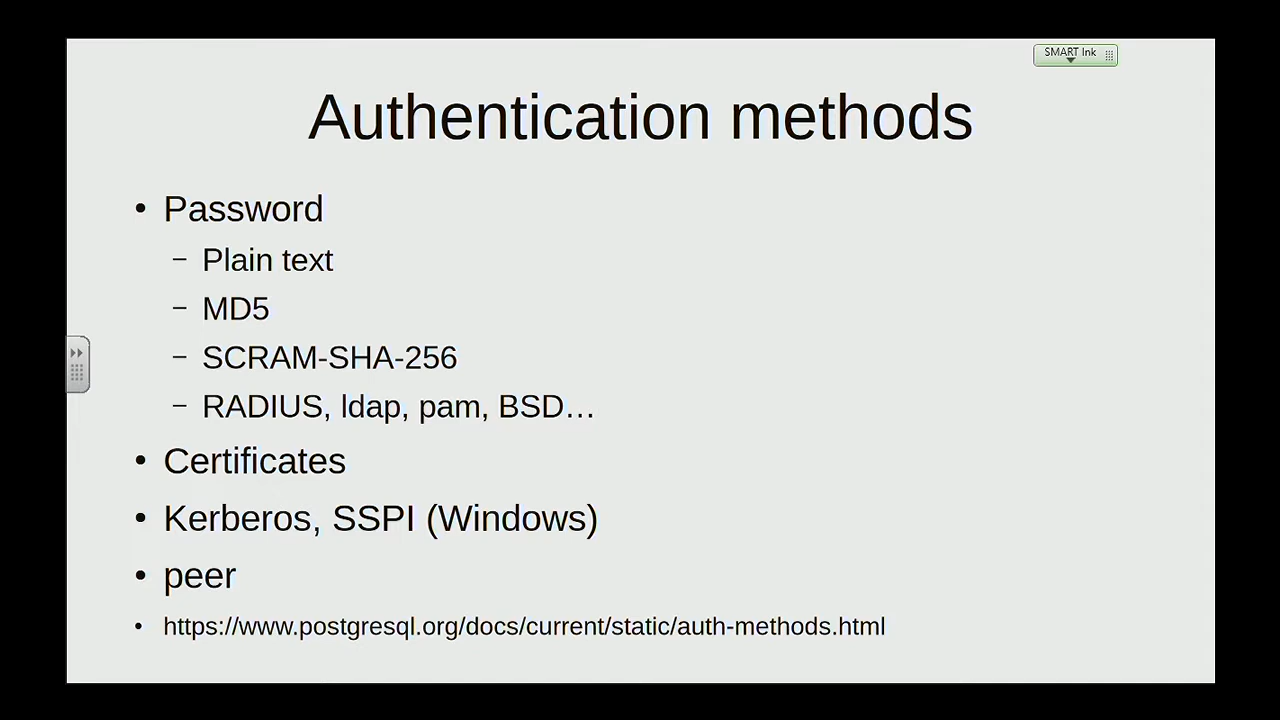 SMART Ink
Authentication methods
• Password
– Plain text
– MD5
– SCRAM-SHA-256
– RADIUS, ldap, pam, BSD…
• Certificates
• Kerberos, SSPI (Windows)
• peer
• https://www.postgresql.org/docs/current/static/auth-methods.html